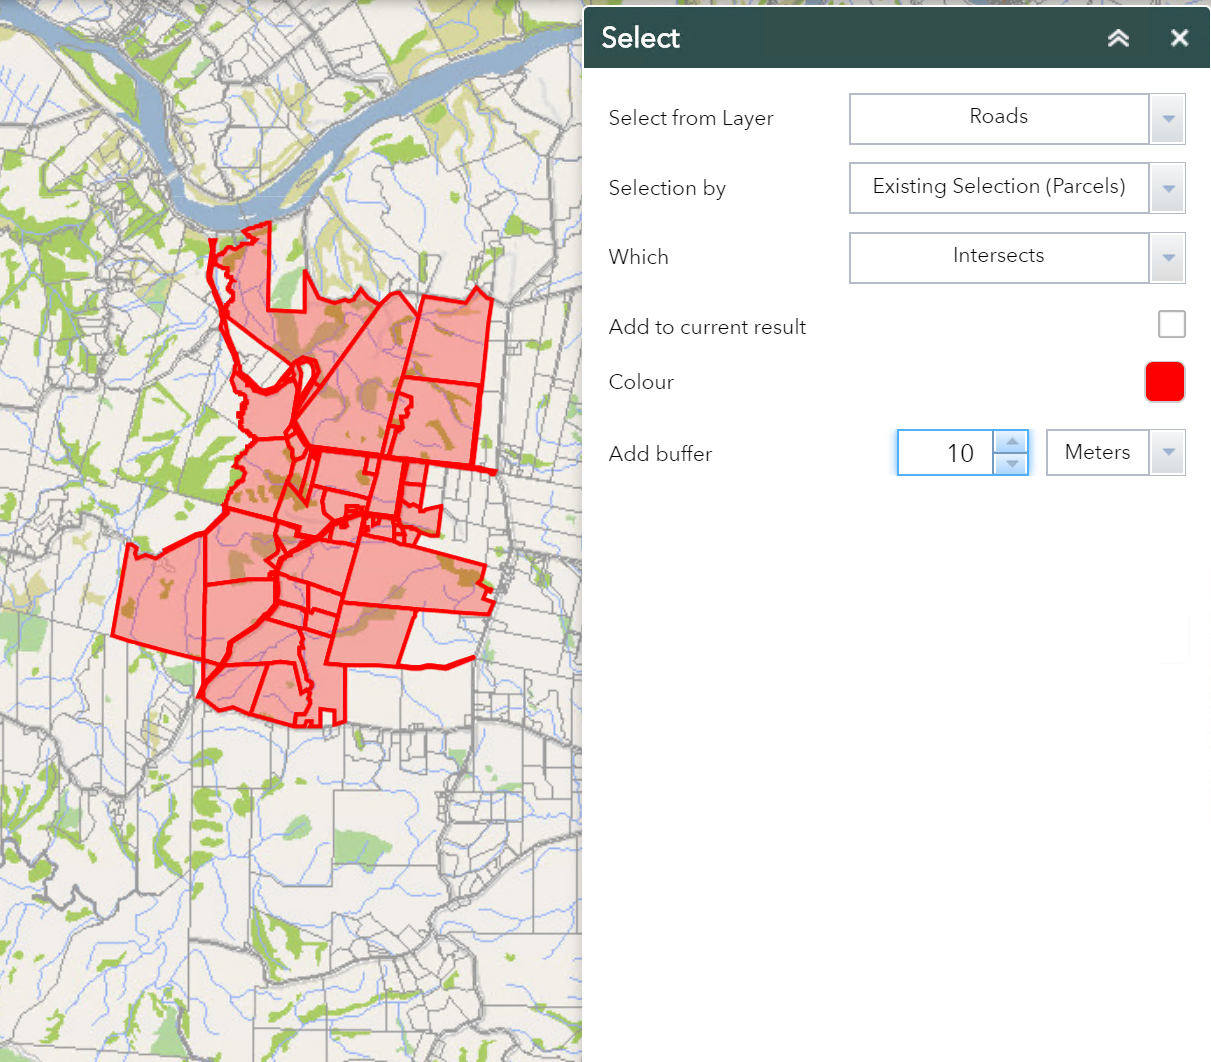 Select
Select from Layer Roads
Selection by Existing Selection (Parcels)
Which Intersects
Add to current result
Colour
Add buffer 10 Meters